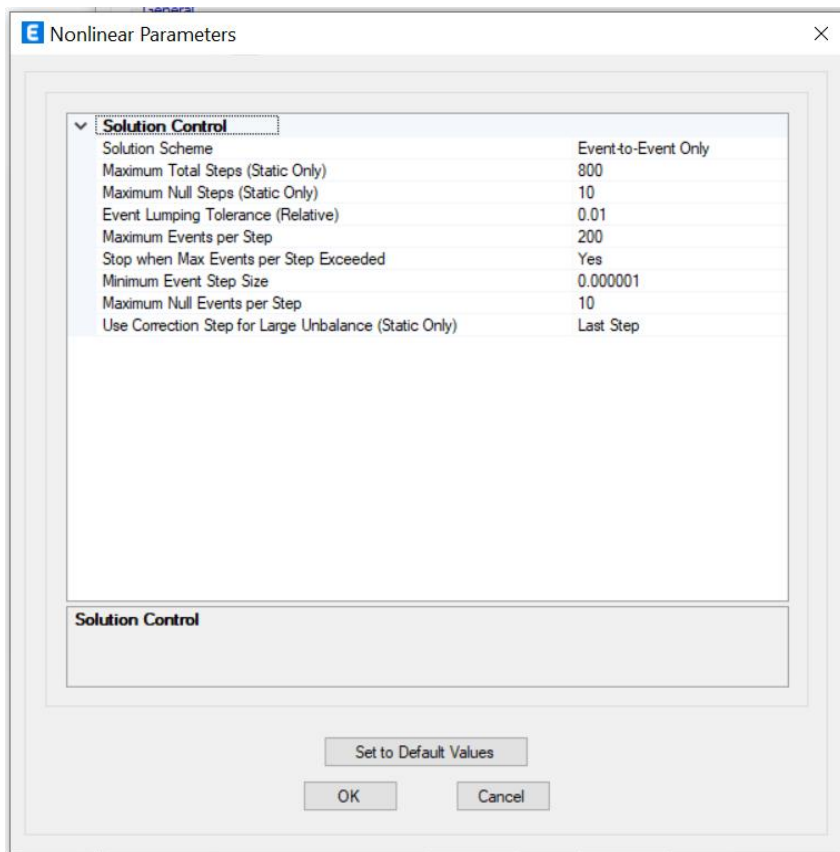 General
E Nonlinear Parameters
Solution Control
Solution Scheme Event-to-Event Only
Maximum Total Steps (Static Only) 800
Maximum Null Steps (Static Only) 10
Event Lumping Tolerance (Relative) 0.01
Maximum Events per Step 200
Stop when Max Events per Step Exceeded Yes
Minimum Event Step Size 0.000001
Maximum Null Events per Step 10
Use Correction Step for Large Unbalance (Static Only) Last Step
Solution Control
Set to Default Values
OK Cancel